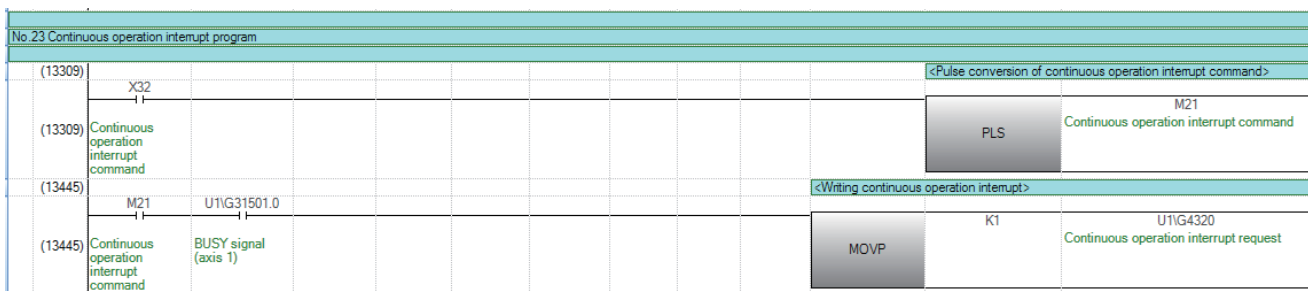 No.23 Continuous operation interrupt program
(13309)
<Pulse conversion of continuous operation interrupt command>
X32
M21
(13309)
Continuous
operation
interrupt
command
PLS
Continuous operation interrupt command
(13445)
<Writing continuous operation interrupt>
M21
U1\G31501.0
K1
U1\G4320
(13445)
Continuous
operation
interrupt
command
BUSY signal
(axis 1)
MOVP
Continuous operation interrupt request